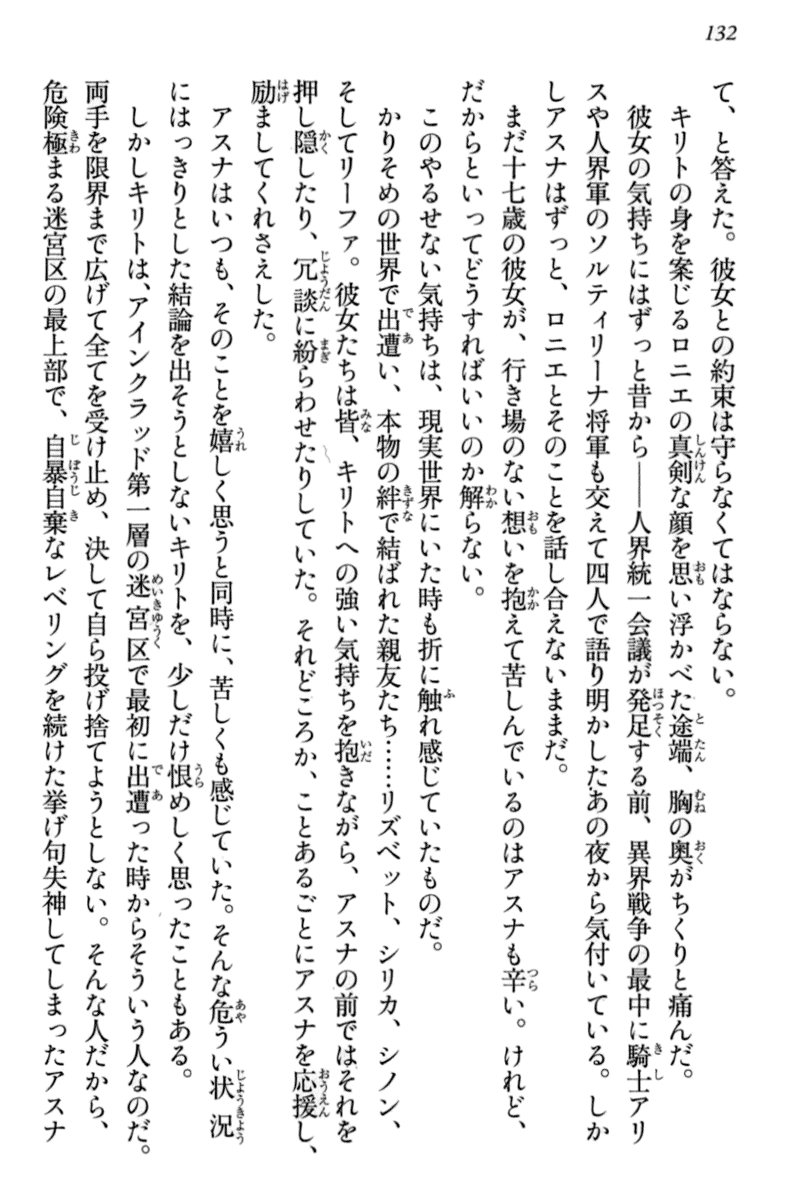 132
て、と答えた。彼女との約束は守らなくてはならない。
キリトの身を案じるロニエの真剣な顔を思い浮かべた途端、胸の奥がちくりと痛んだ。
彼女の気持ちにはずっと昔から――人界統一会議が発足する前、異界戦争の最中に騎士アリ
スや人界軍のソルティリーナ将軍も交えて四人で語り明かしたあの夜から気付いている。しか
しアスナはずっと、ロニエとそのことを話し合えないままだ。
まだ十七歳の彼女が、行き場のない想いを抱えて苦しんでいるのはアスナも辛い。けれど、
だからといってどうすればいいのか解らない。
このやるせない気持ちは、現実世界にいた時も折に触れ感じていたものだ。
かりそめの世界で出遭い、本物の絆で結ばれた親友たち……リズベット、シリカ、シノン、
そしてリーファ。彼女たちは皆、キリトへの強い気持ちを抱きながら、アスナの前ではそれを
押し隠したり、冗談に紛らわせたりしていた。それどころか、ことあるごとにアスナを応援し、
励ましてくれさえした。
アスナはいつも、そのことを嬉しく思うと同時に、苦しくも感じていた。そんな危うい状況
にはっきりとした結論を出そうとしないキリトを、少しだけ恨めしく思ったこともある。
しかしキリトは、アインクラッド第一層の迷宮区で最初に出遭った時からそういう人なのだ。
両手を限界まで広げて全てを受け止め、決して自ら投げ捨てようとしない。そんな人だから、
危険極まる迷宮区の最上部で、自暴自棄なレベリングを続けた挙げ句失神してしまったアスナ